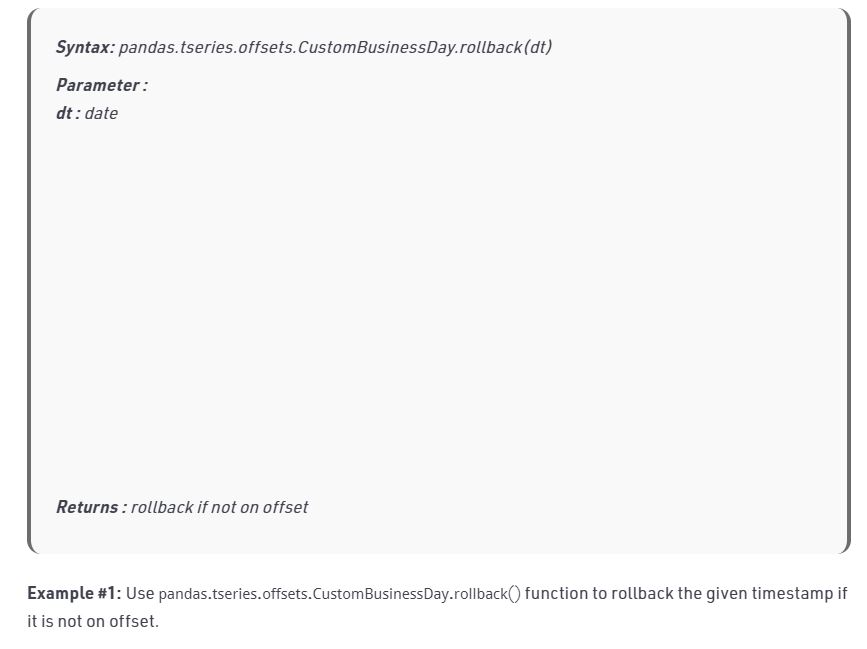 Syntax: pandas.tseries.offsets.CustomBusinessDay.rollback(dt)
Parameter :
dt : date
Returns : rollback if not on offset
Example #1: Use pandas.tseries.offsets.CustomBusinessDay.rollback() function to rollback the given timestamp if
it is not on offset.